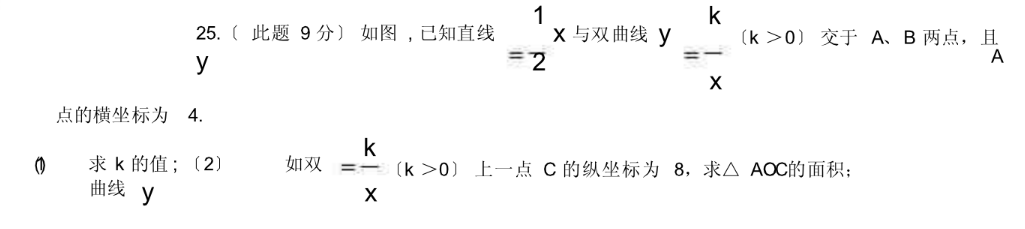 25.〔 此题 9 分〕 如图 , 已知直线 y = 1/2 x 与双曲线 y = k/x 〔k >0〕 交于 A、B 两点，且 A
点的横坐标为 4.
(1) 求 k 的值 ; 〔2〕 如双曲线 y = k/x 〔k >0〕 上一点 C 的纵坐标为 8，求△ AOC的面积；